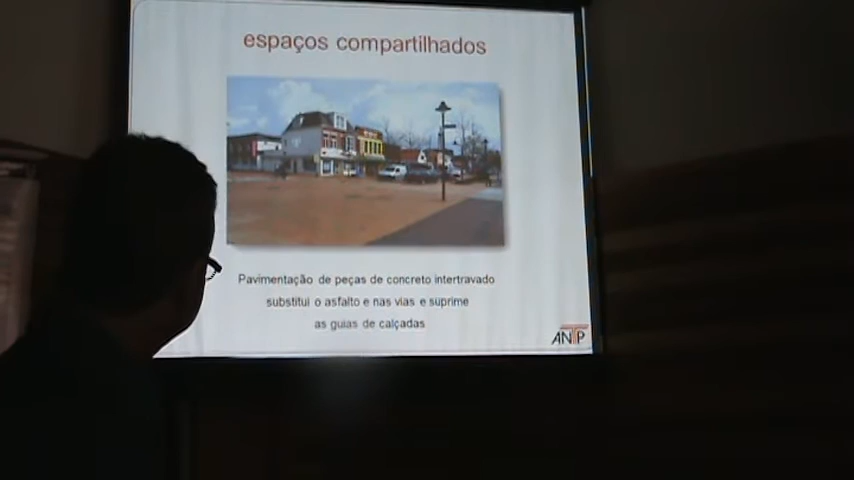 espaços compartilhados
Pavimentação de peças de concreto intertravado
substitui o asfalto e nas vias e suprime
as guias de calçadas
ANTP